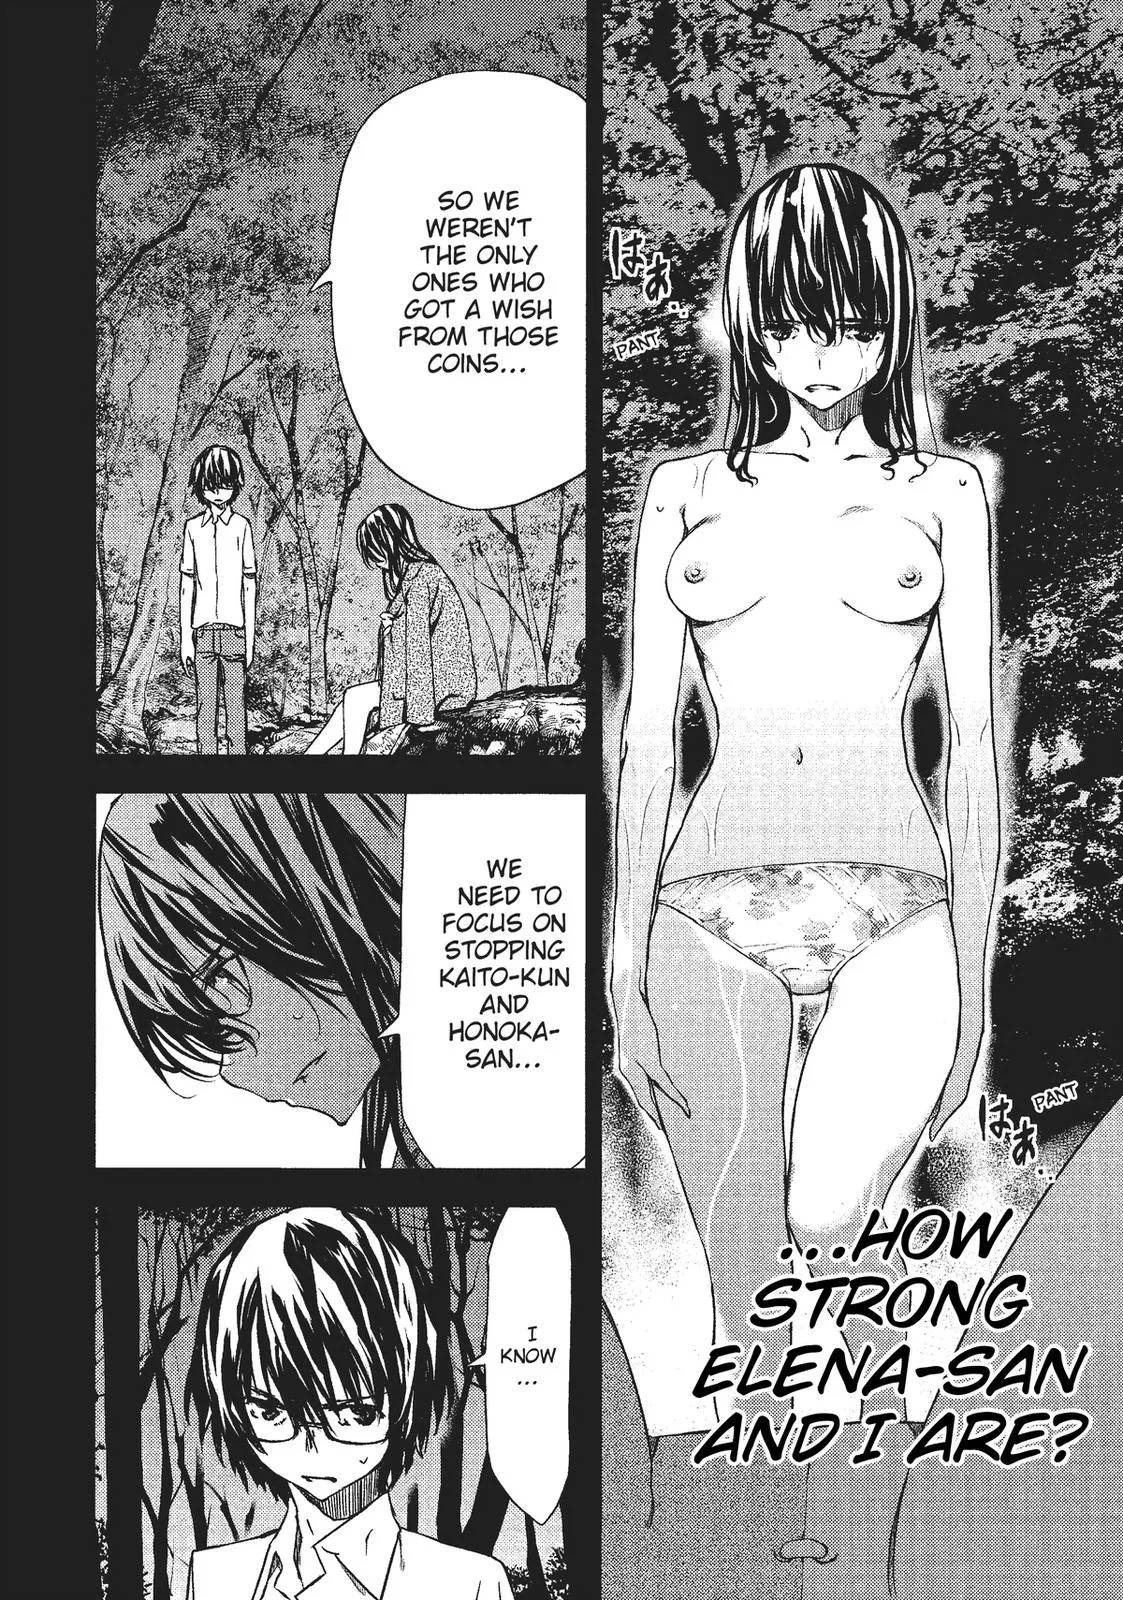 はぁ..
PANT
はぁ..
PANT
...HOW
STRONG
ELENA-SAN
AND I ARE?
SO WE
WEREN'T
THE ONLY
ONES WHO
GOT A WISH
FROM THOSE
COINS...
WE
NEED TO
FOCUS ON
STOPPING
KAITO-KUN
AND
HONOKA-
SAN...
I
KNOW
...